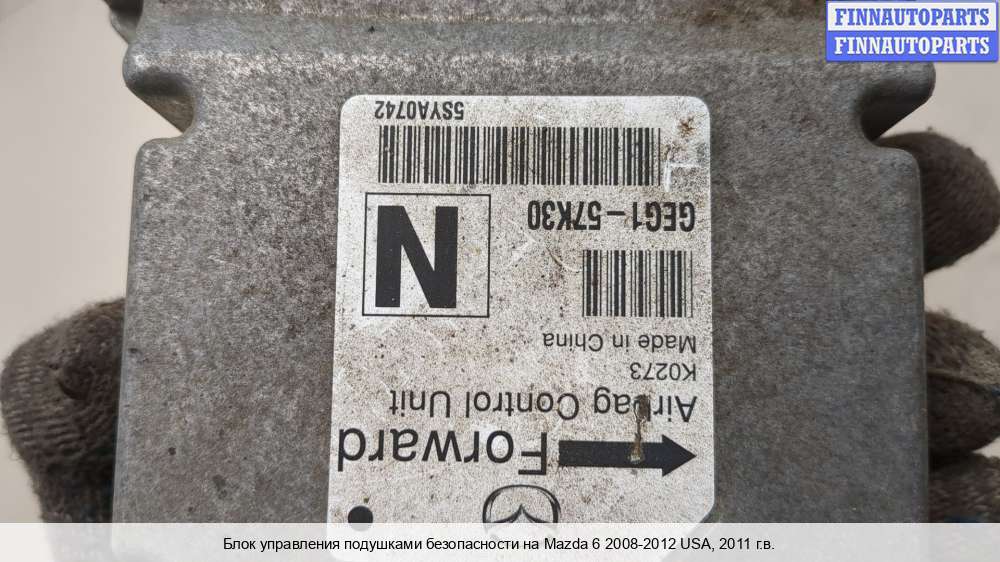 FINNAUTOPARTS
FINNAUTOPARTS
Forward
Airbag Control Unit
K0273
Made in China
GEG1-57K30
N
5SYA0742
Блок управления подушками безопасности на Mazda 6 2008-2012 USA, 2011 г.в.